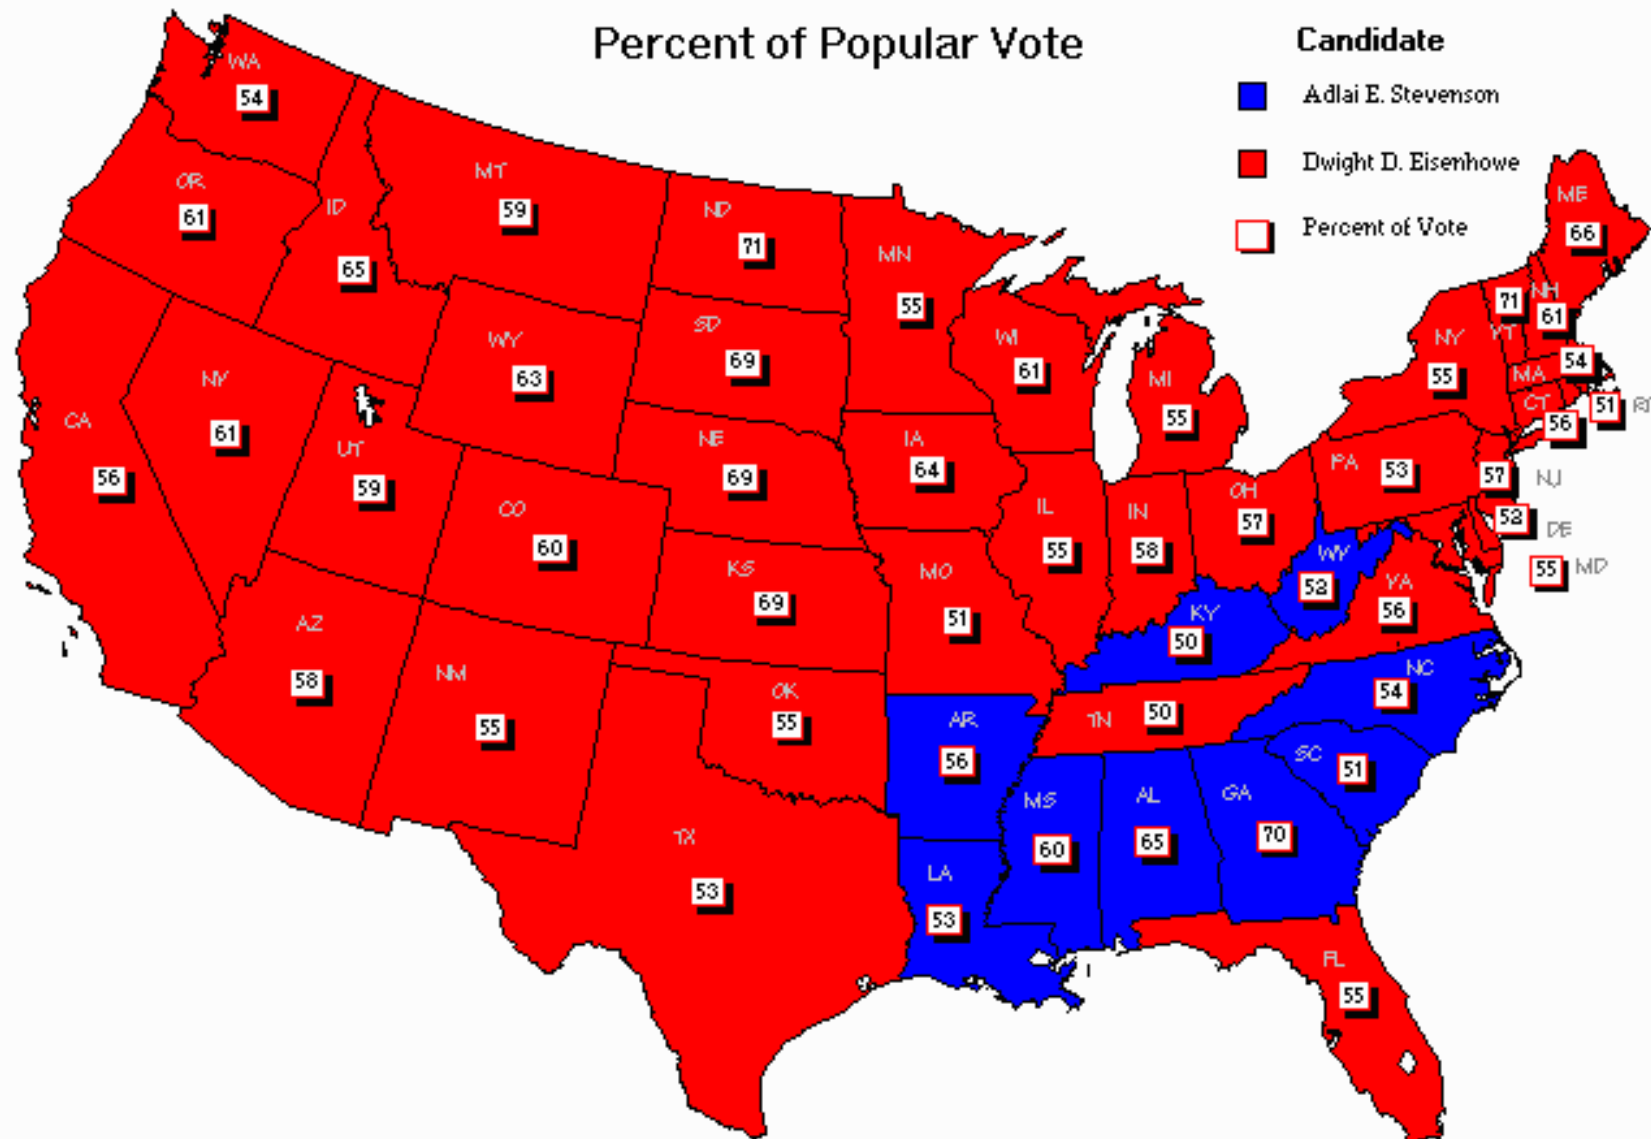 Percent of Popular Vote
Candidate
Adlai E. Stevenson
Dwight D. Eisenhowe
Percent of Vote
WA
54
OR
61
ID
65
MT
59
ND
71
MN
55
WI
61
MI
55
ME
66
71
VT
NH
61
NY
55
MA
54
CT
56
51
RI
SD
69
WY
63
NV
61
CA
56
UT
59
NE
69
IA
64
IL
55
IN
58
OH
57
PA
53
57
NJ
52
DE
55
MD
CO
60
KS
69
MO
51
KY
50
WV
52
VA
56
AZ
58
NM
55
OK
55
AR
56
TN
50
NC
54
SC
51
TX
53
LA
53
MS
60
AL
65
GA
70
FL
55